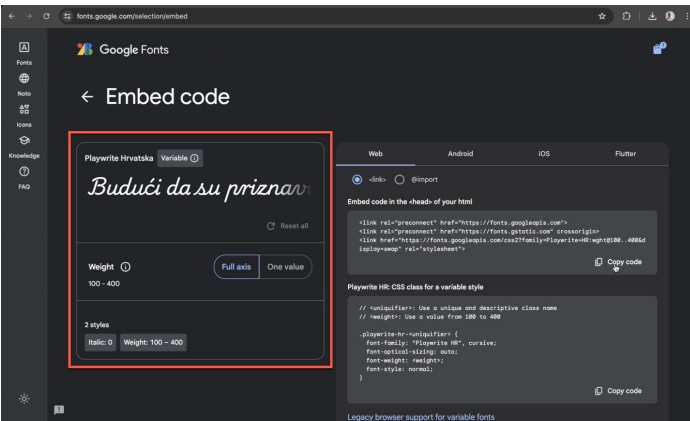 fonts.google.com/selection/embed
Fonts
Noto
Icons
Knowledge
FAQ
Google Fonts
1
← Embed code
Playwrite Hrvatska Variable
Budući da su priznav
Reset all
Weight
Full axis One value
100 - 400
2 styles
Italic: 0 Weight: 100 – 400
Web Android iOS Flutter
<link> @import
Embed code in the <head> of your html
<link rel="preconnect" href="https://fonts.googleapis.com">
<link rel="preconnect" href="https://fonts.gstatic.com" crossorigin>
<link href="https://fonts.googleapis.com/css2?family=Playwrite+HR:wght@100..400&d
isplay=swap" rel="stylesheet">
Copy code
Playwrite HR: CSS class for a variable style
// <uniquifier>: Use a unique and descriptive class name
// <weight>: Use a value from 100 to 400
.playwrite-hr-<uniquifier> {
font-family: "Playwrite HR", cursive;
font-optical-sizing: auto;
font-weight: <weight>;
font-style: normal;
}
Copy code
Legacy browser support for variable fonts